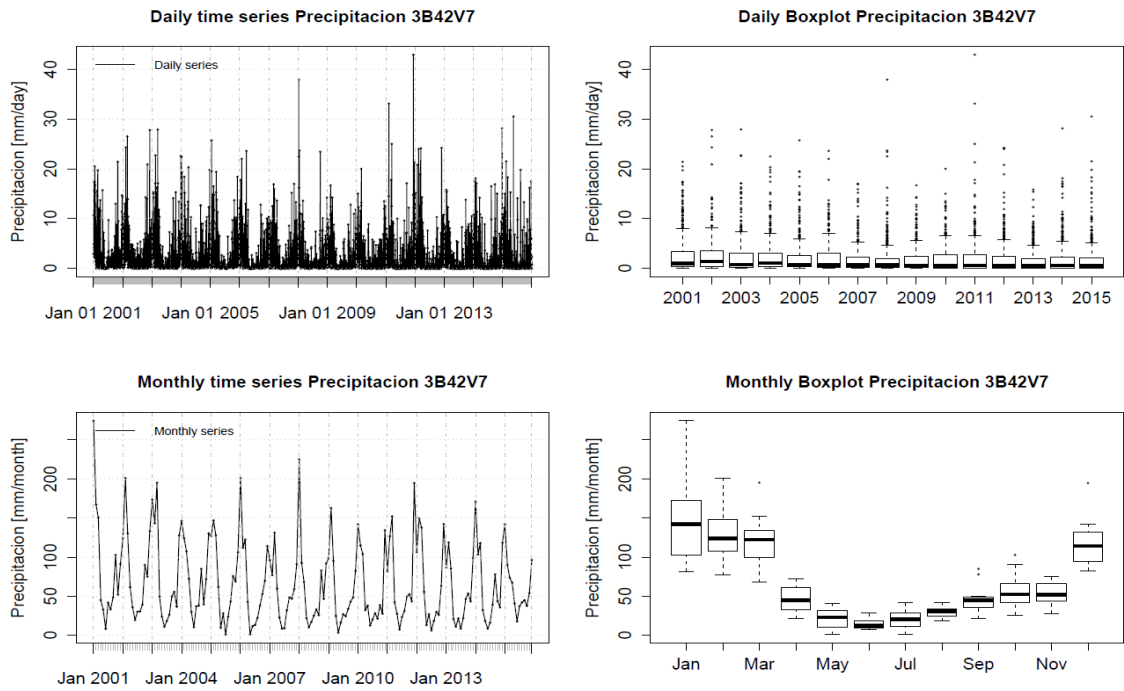 Daily time series Precipitacion 3B42V7
Precipitacion [mm/day]
40
30
20
10
0
Daily series
Jan 01 2001 Jan 01 2005 Jan 01 2009 Jan 01 2013
Daily Boxplot Precipitacion 3B42V7
Precipitacion [mm/day]
40
30
20
10
0
2001 2003 2005 2007 2009 2011 2013 2015
Monthly time series Precipitacion 3B42V7
Precipitacion [mm/month]
200
100
50
0
Monthly series
Jan 2001 Jan 2004 Jan 2007 Jan 2010 Jan 2013
Monthly Boxplot Precipitacion 3B42V7
Precipitacion [mm/month]
200
100
50
0
Jan Mar May Jul Sep Nov